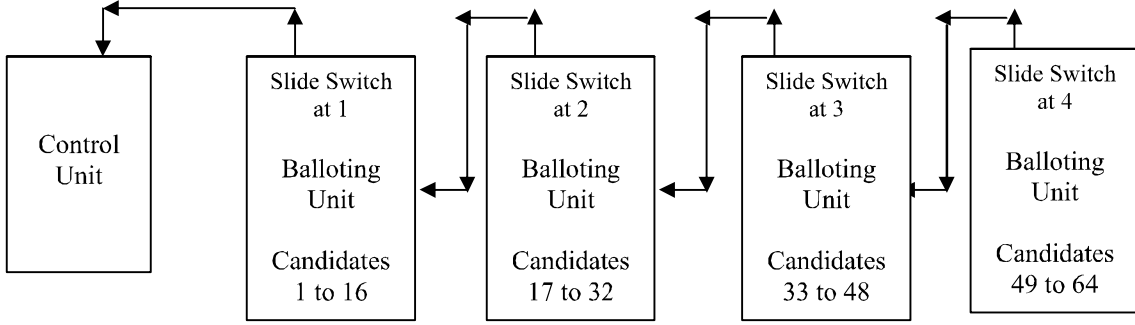 Control
Unit
Slide Switch
at 1
Balloting
Unit
Candidates
1 to 16
Slide Switch
at 2
Balloting
Unit
Candidates
17 to 32
Slide Switch
at 3
Balloting
Unit
Candidates
33 to 48
Slide Switch
at 4
Balloting
Unit
Candidates
49 to 64